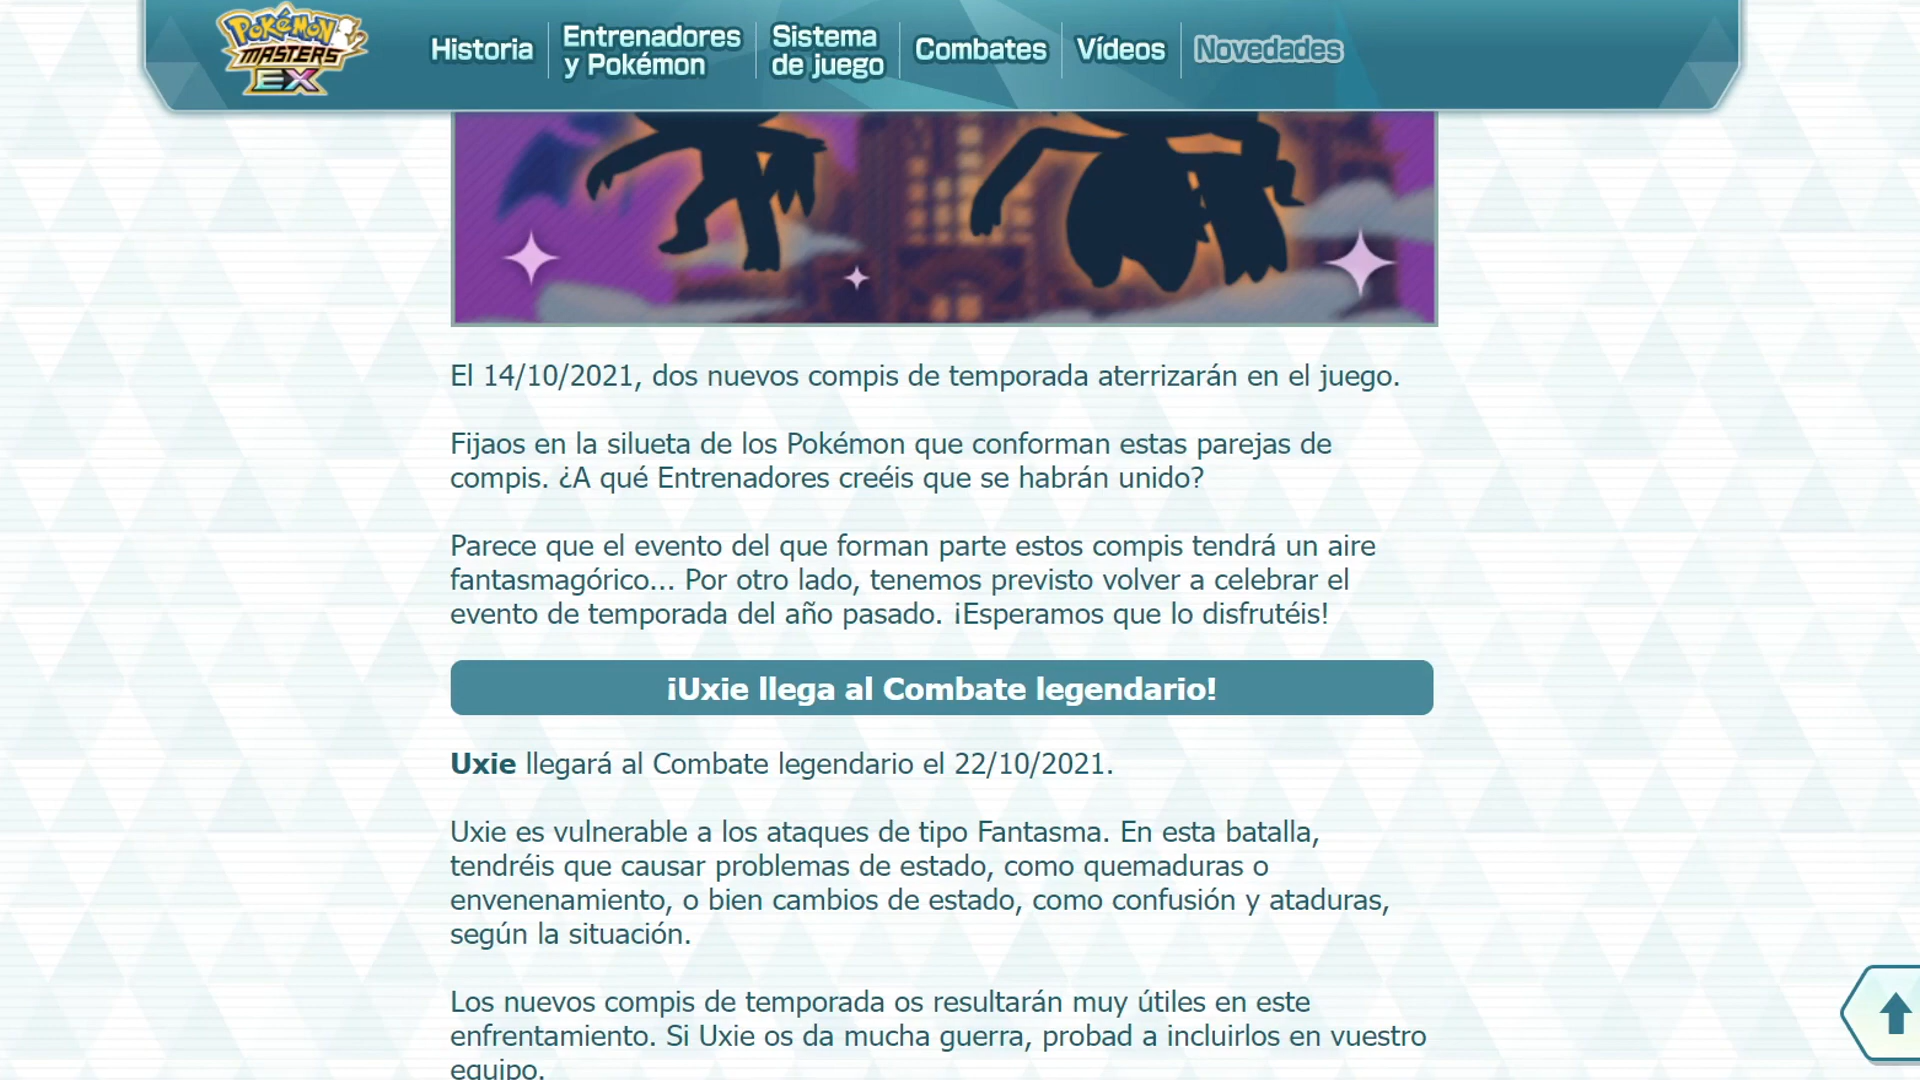 POKÉMON
MASTERS
EX
Historia
Entrenadores
y Pokémon
Sistema
de juego
Combates
Vídeos
Novedades
El 14/10/2021, dos nuevos compis de temporada aterrizarán en el juego.
Fijaos en la silueta de los Pokémon que conforman estas parejas de
compis. ¿A qué Entrenadores creéis que se habrán unido?
Parece que el evento del que forman parte estos compis tendrá un aire
fantasmagórico... Por otro lado, tenemos previsto volver a celebrar el
evento de temporada del año pasado. ¡Esperamos que lo disfrutéis!
¡Uxie llega al Combate legendario!
Uxie llegará al Combate legendario el 22/10/2021.
Uxie es vulnerable a los ataques de tipo Fantasma. En esta batalla,
tendréis que causar problemas de estado, como quemaduras o
envenenamiento, o bien cambios de estado, como confusión y ataduras,
según la situación.
Los nuevos compis de temporada os resultarán muy útiles en este
enfrentamiento. Si Uxie os da mucha guerra, probad a incluirlos en vuestro
equipo.